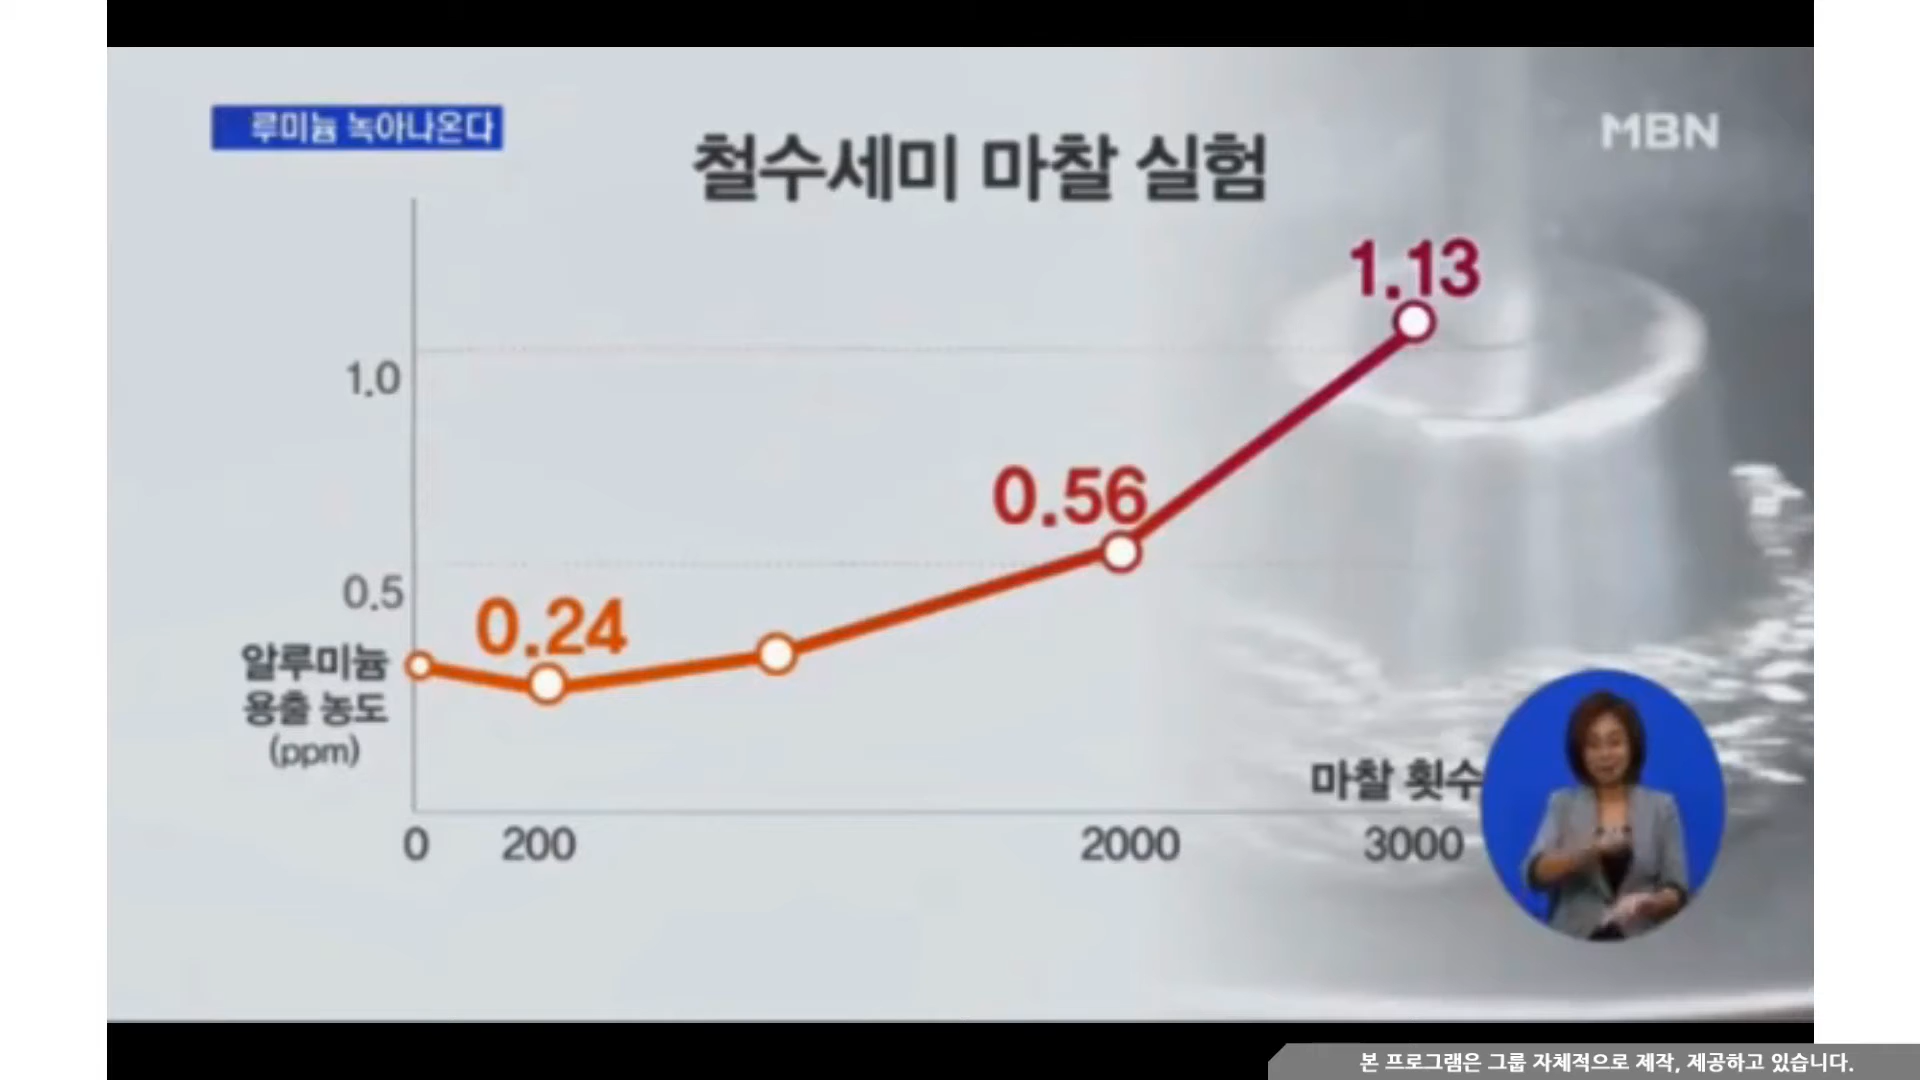 루미늄 녹아나온다
MBN
철수세미 마찰 실험
1.13
1.0
0.56
0.5
0.24
알루미늄
용출 농도
(ppm)
마찰 횟수
0 200 2000 3000
본 프로그램은 그룹 자체적으로 제작, 제공하고 있습니다.